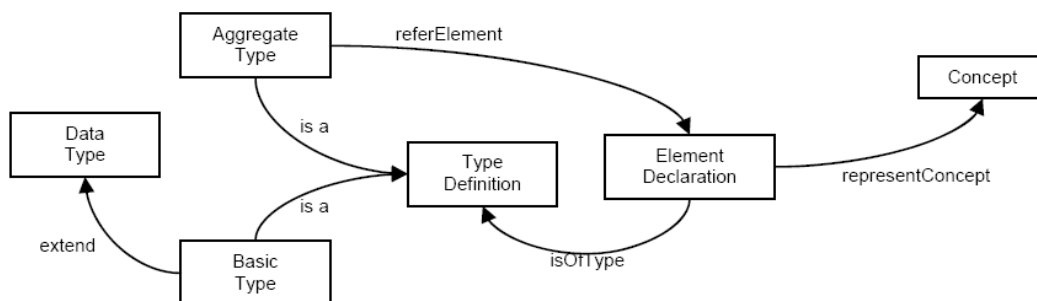 Aggregate
Type
referElement
Concept
is a
Data
Type
Type
Definition
Element
Declaration
representConcept
is a
extend
Basic
Type
isOfType